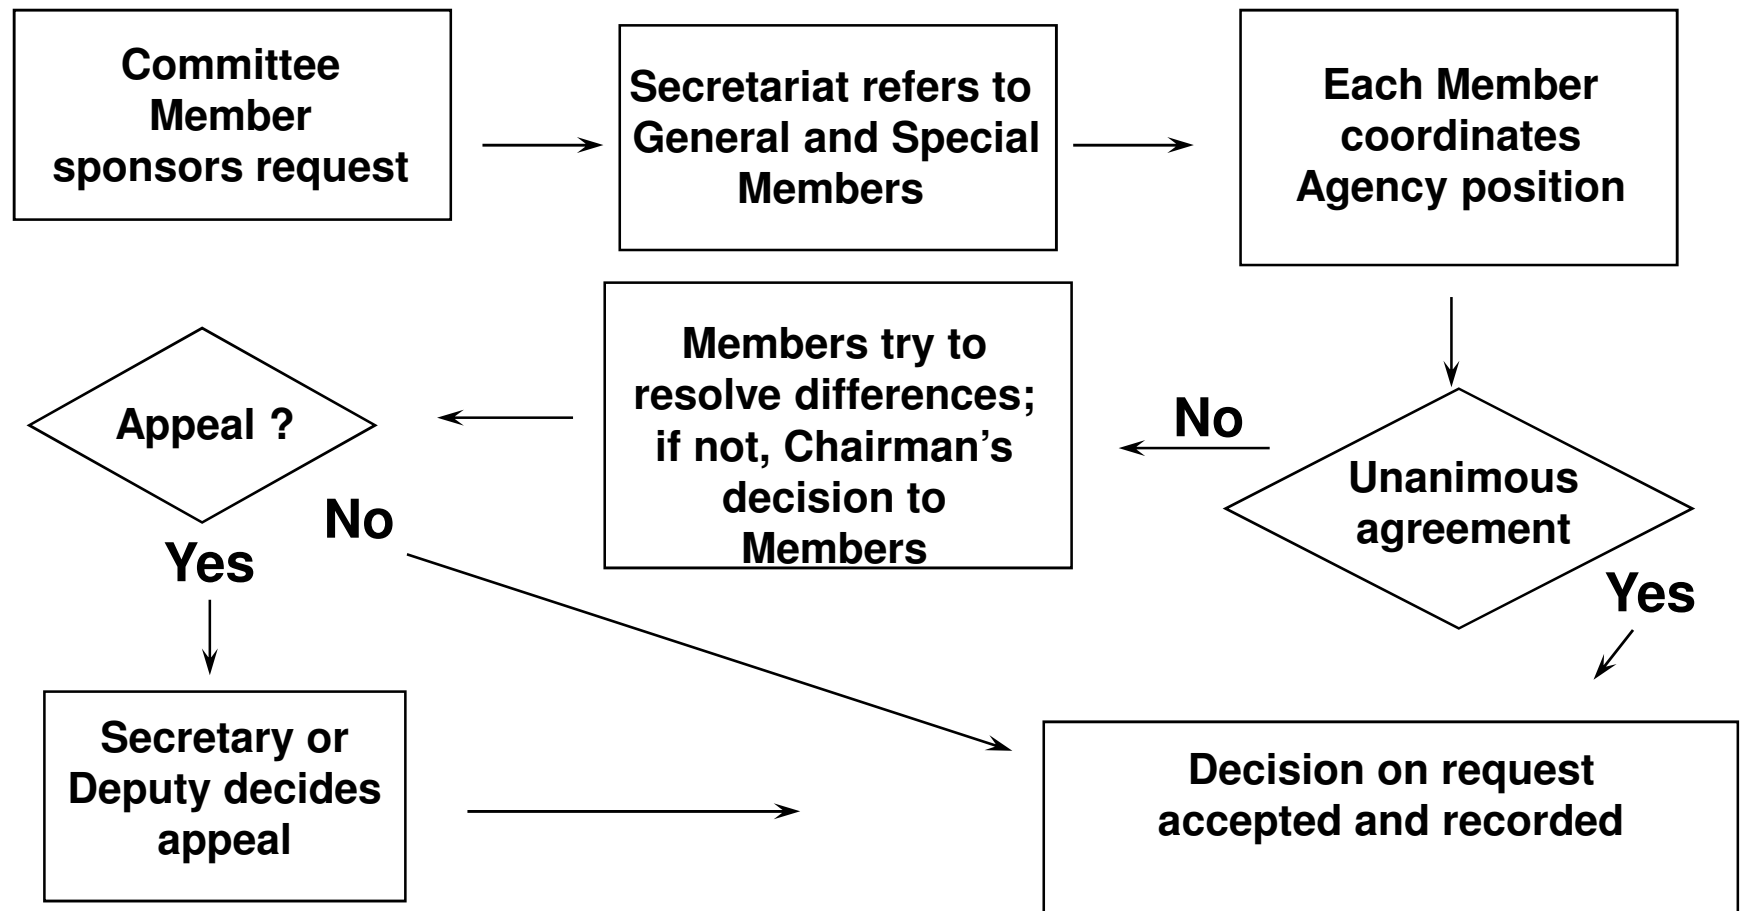 Committee
Member
sponsors request
Secretariat refers to
General and Special
Members
Each Member
coordinates
Agency position
Unanimous
agreement
No
Yes
Members try to
resolve differences;
if not, Chairman’s
decision to
Members
Appeal ?
No
Yes
Secretary or
Deputy decides
appeal
Decision on request
accepted and recorded